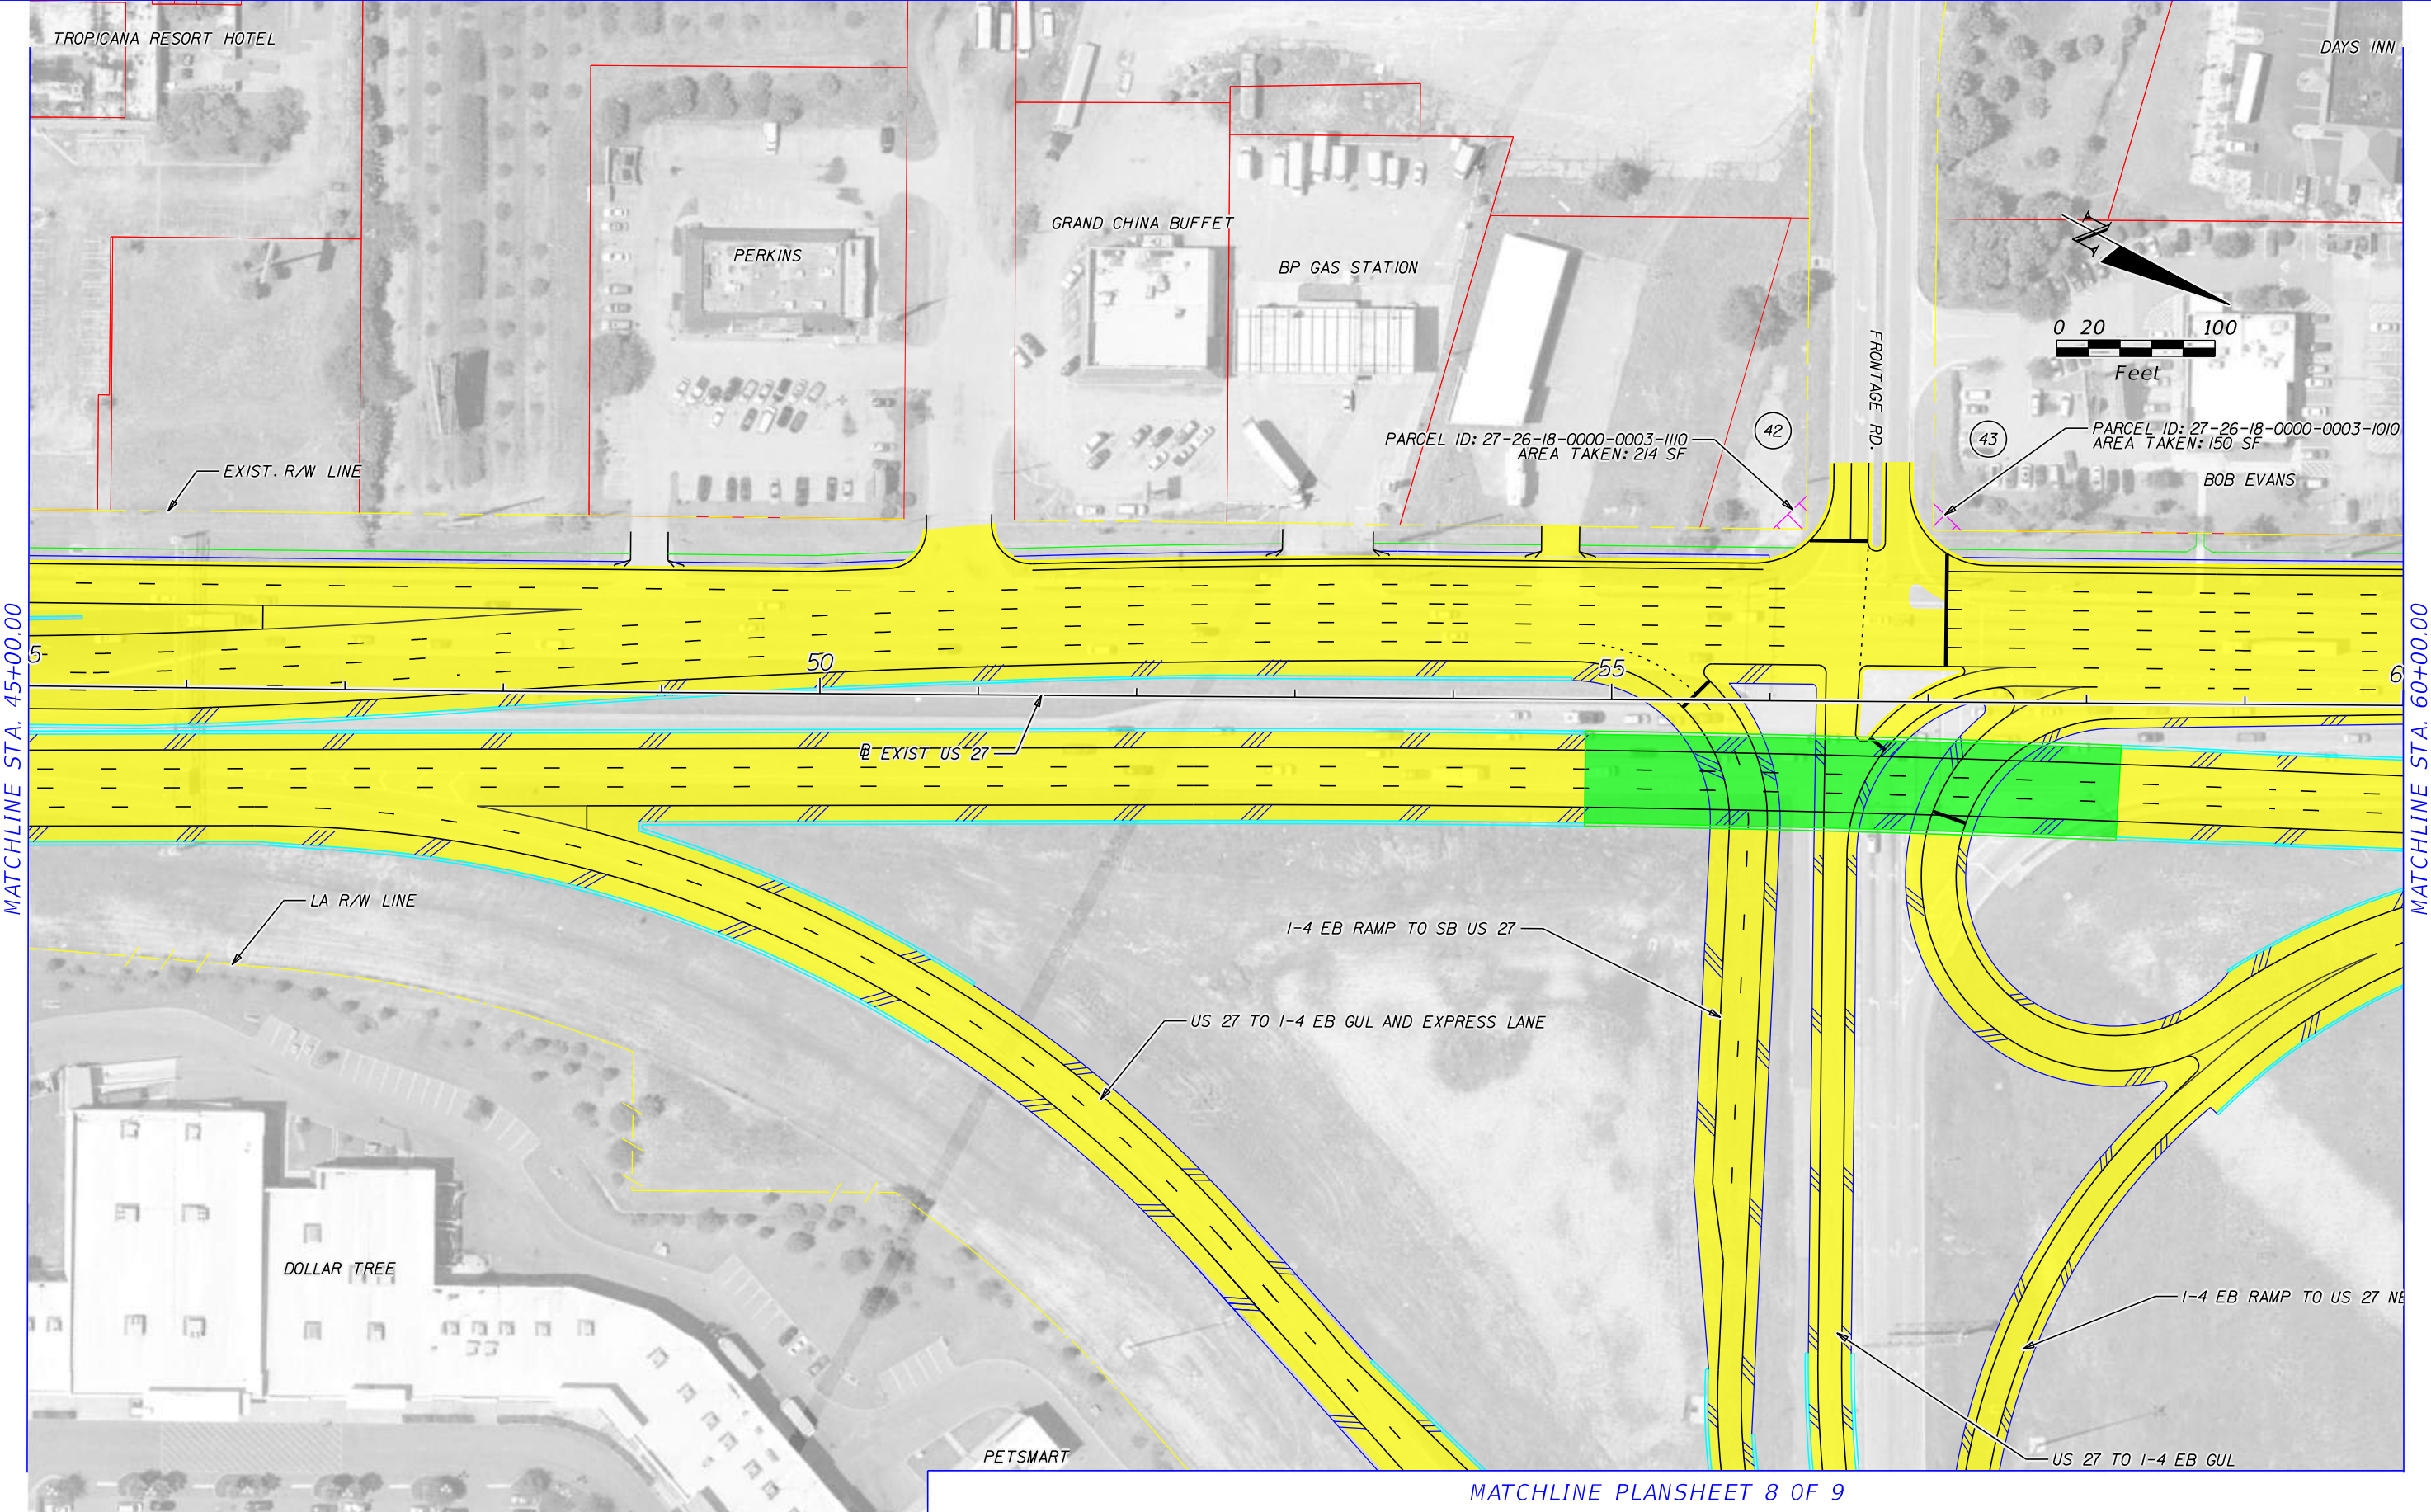 TROPICANA RESORT HOTEL
DAYS INN
GRAND CHINA BUFFET
PERKINS
BP GAS STATION
N
0 20 100
Feet
FRONTAGE RD.
42
43
PARCEL ID: 27-26-18-0000-0003-1110
AREA TAKEN: 214 SF
PARCEL ID: 27-26-18-0000-0003-1010
AREA TAKEN: 150 SF
BOB EVANS
EXIST. R/W LINE
MATCHLINE STA. 45+00.00
MATCHLINE STA. 60+00.00
5
50
55
6
EXIST US 27
LA R/W LINE
I-4 EB RAMP TO SB US 27
US 27 TO I-4 EB GUL AND EXPRESS LANE
DOLLAR TREE
I-4 EB RAMP TO US 27 NB
PETSMART
US 27 TO I-4 EB GUL
MATCHLINE PLANSHEET 8 OF 9